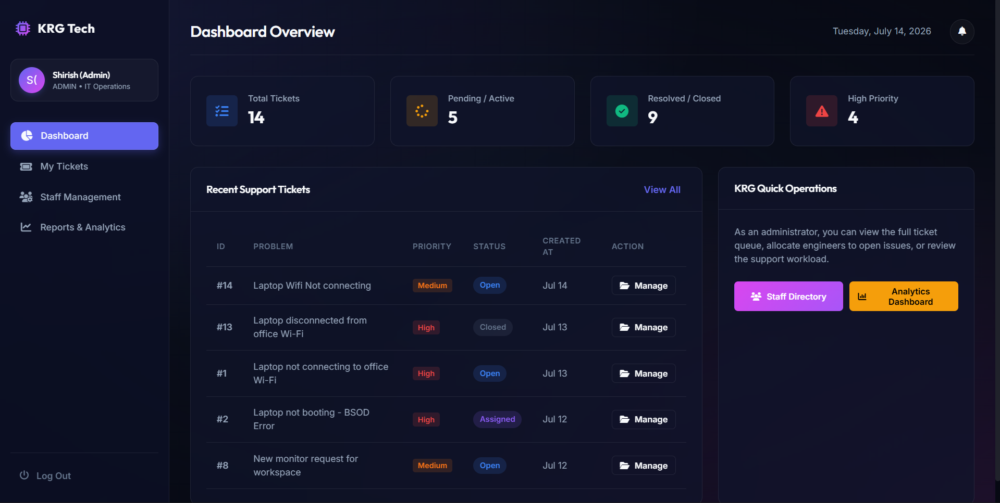 KRG Tech
S(
Shirish (Admin)
ADMIN • IT Operations
Dashboard
My Tickets
Staff Management
Reports & Analytics
Log Out
Dashboard Overview
Tuesday, July 14, 2026
Total Tickets
14
Pending / Active
5
Resolved / Closed
9
High Priority
4
Recent Support Tickets
View All
ID PROBLEM PRIORITY STATUS CREATED AT ACTION
#14 Laptop Wifi Not connecting Medium Open Jul 14 Manage
#13 Laptop disconnected from
office Wi-Fi High Closed Jul 13 Manage
#1 Laptop not connecting to office
Wi-Fi High Open Jul 13 Manage
#2 Laptop not booting - BSOD
Error High Assigned Jul 12 Manage
#8 New monitor request for
workspace Medium Open Jul 12 Manage
KRG Quick Operations
As an administrator, you can view the full ticket
queue, allocate engineers to open issues, or review
the support workload.
Staff Directory
Analytics
Dashboard